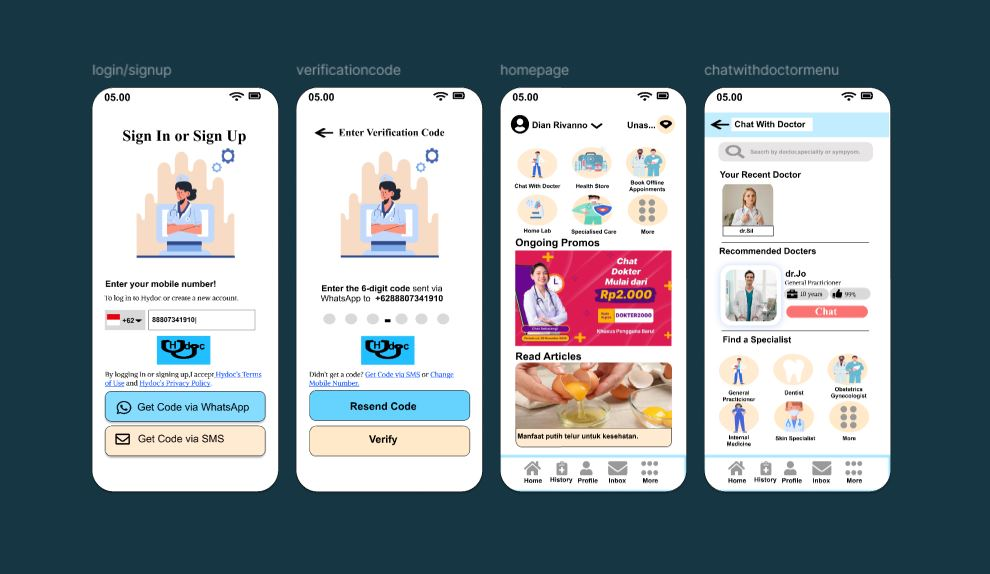 login/signup
05.00
Sign In or Sign Up
Enter your mobile number!
To log in to Hydoc or create a new account.
+62
88807341910|
Hydoc
By logging in or signing up,I accept Hydoc's Terms
of Use and Hydoc's Privacy Policy.
Get Code via WhatsApp
Get Code via SMS
verificationcode
05.00
Enter Verification Code
Enter the 6-digit code sent via
WhatsApp to +6288807341910
-
Hydoc
Didn't get a code? Get Code via SMS or Change
Mobile Number.
Resend Code
Verify
homepage
05.00
Dian Rivanno
Unas...
Chat With Docter
Health Store
Book Offline
Appoinments
Home Lab
Specialised Care
More
Ongoing Promos
Chat
Dokter
Mulai dari
Rp2.000
DOKTER2000
Khusus Pengguna Baru!
Read Articles
Manfaat putih telur untuk kesehatan.
Home
History
Profile
Inbox
More
chatwithdoctormenu
05.00
Chat With Doctor
Search by doctor,speciality or sympyom.
Your Recent Doctor
dr.Sil
Recommended Docters
dr.Jo
General Practicioner
10 years
99%
Chat
Find a Specialist
General
Practicioner
Dentist
Obatetrics
Gynecologist
Internal
Medicine
Skin Specialist
More
Home
History
Profile
Inbox
More